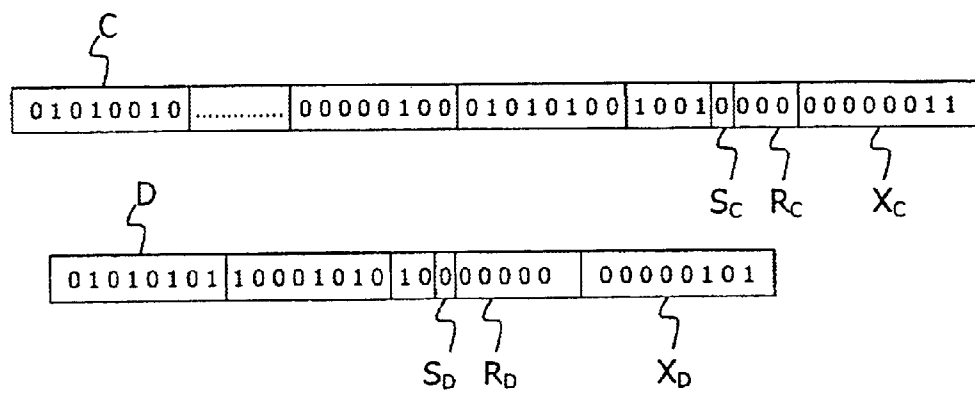 C
01010010 .............. 00000100 01010100 1001 0 000 00000011
S_C R_C X_C
D
01010101 10001010 10 0 00000 00000101
S_D R_D X_D